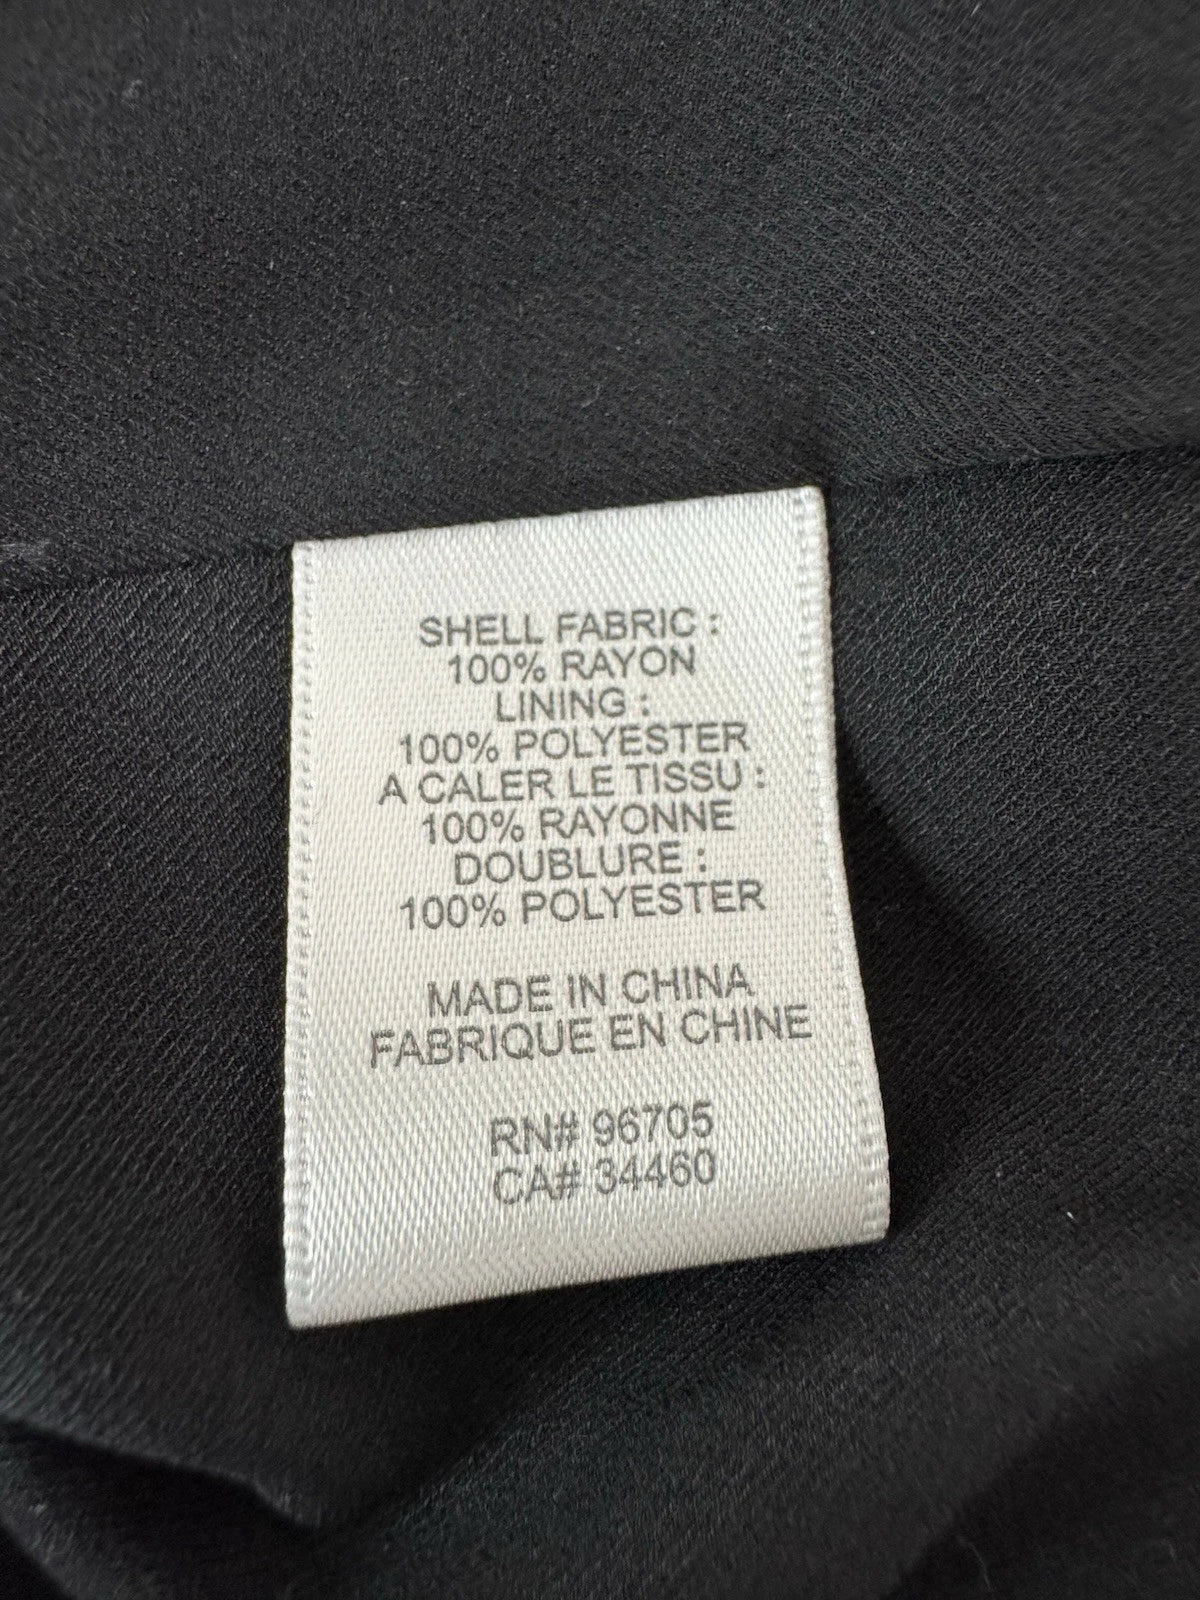 SHELL FABRIC :
100% RAYON
LINING :
100% POLYESTER
A CALER LE TISSU :
100% RAYONNE
DOUBLURE :
100% POLYESTER
MADE IN CHINA
FABRIQUE EN CHINE
RN# 96705
CA# 34460